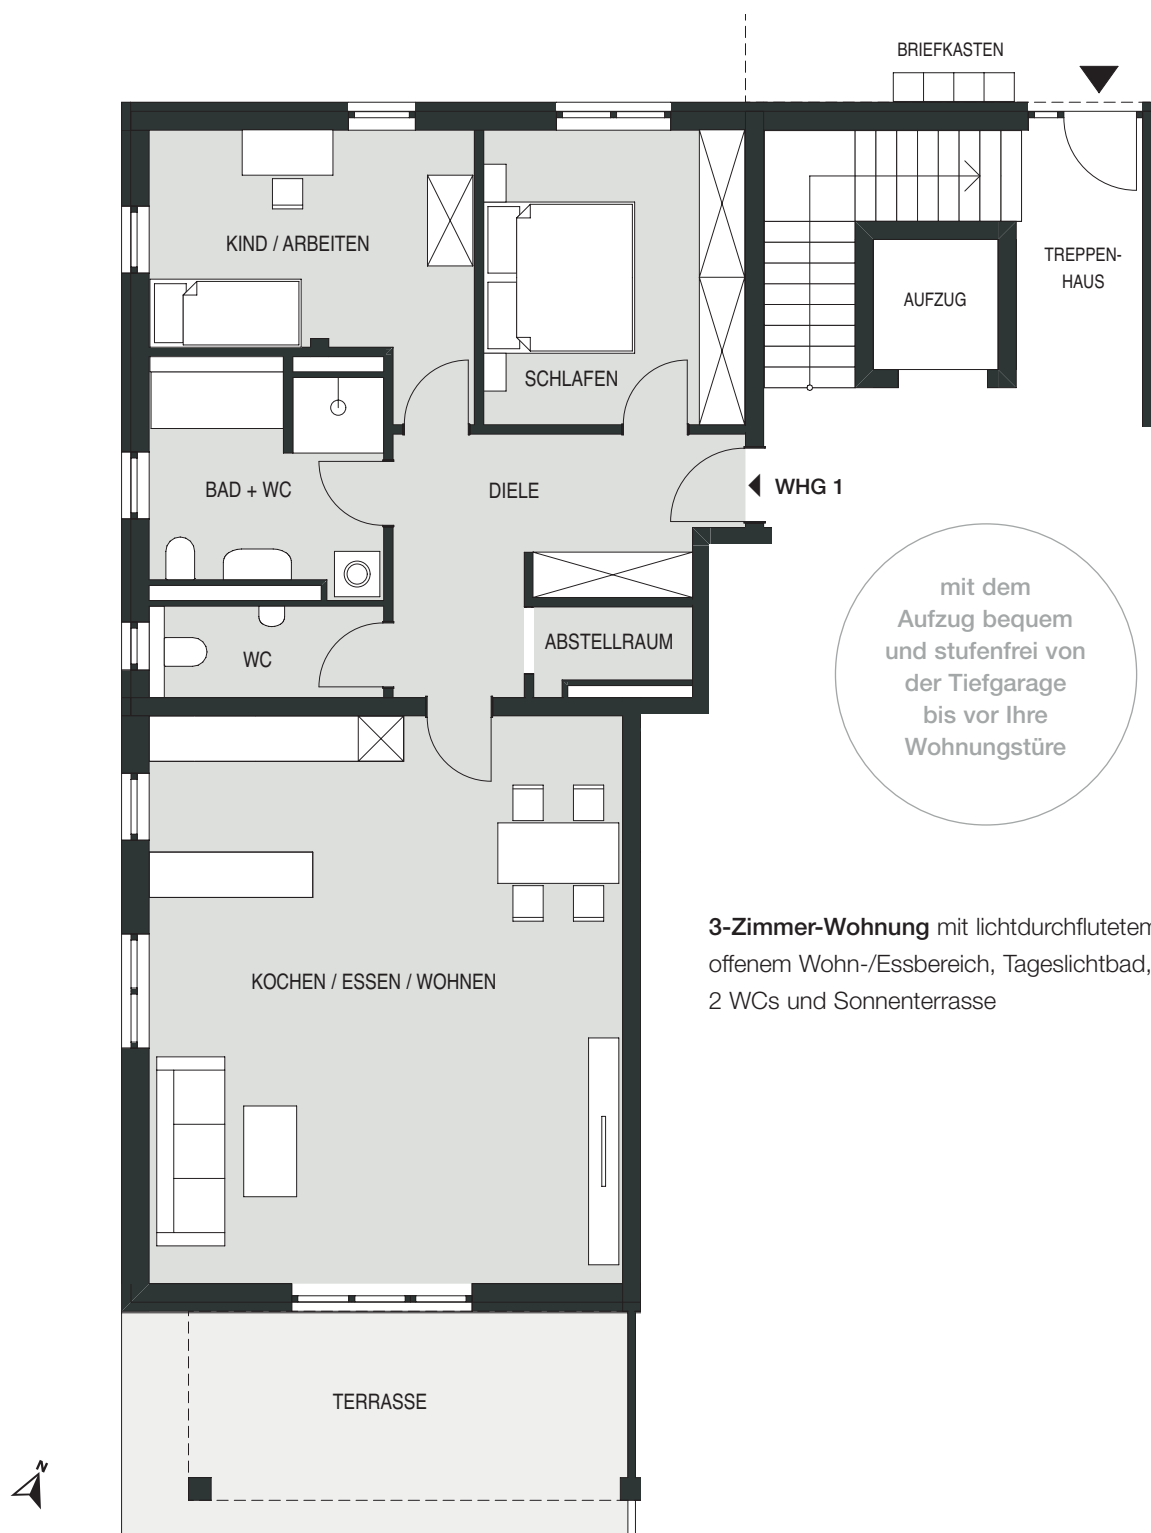 BRIEFKASTEN
KIND / ARBEITEN
TREPPEN-
HAUS
AUFZUG
SCHLAFEN
BAD + WC
DIELE
WHG 1
mit dem
Aufzug bequem
und stufenfrei von
der Tiefgarage
bis vor Ihre
Wohnungstüre
ABSTELLRAUM
WC
3-Zimmer-Wohnung mit lichtdurchflutetem
offenem Wohn-/Essbereich, Tageslichtbad,
2 WCs und Sonnenterrasse
KOCHEN / ESSEN / WOHNEN
TERRASSE
N